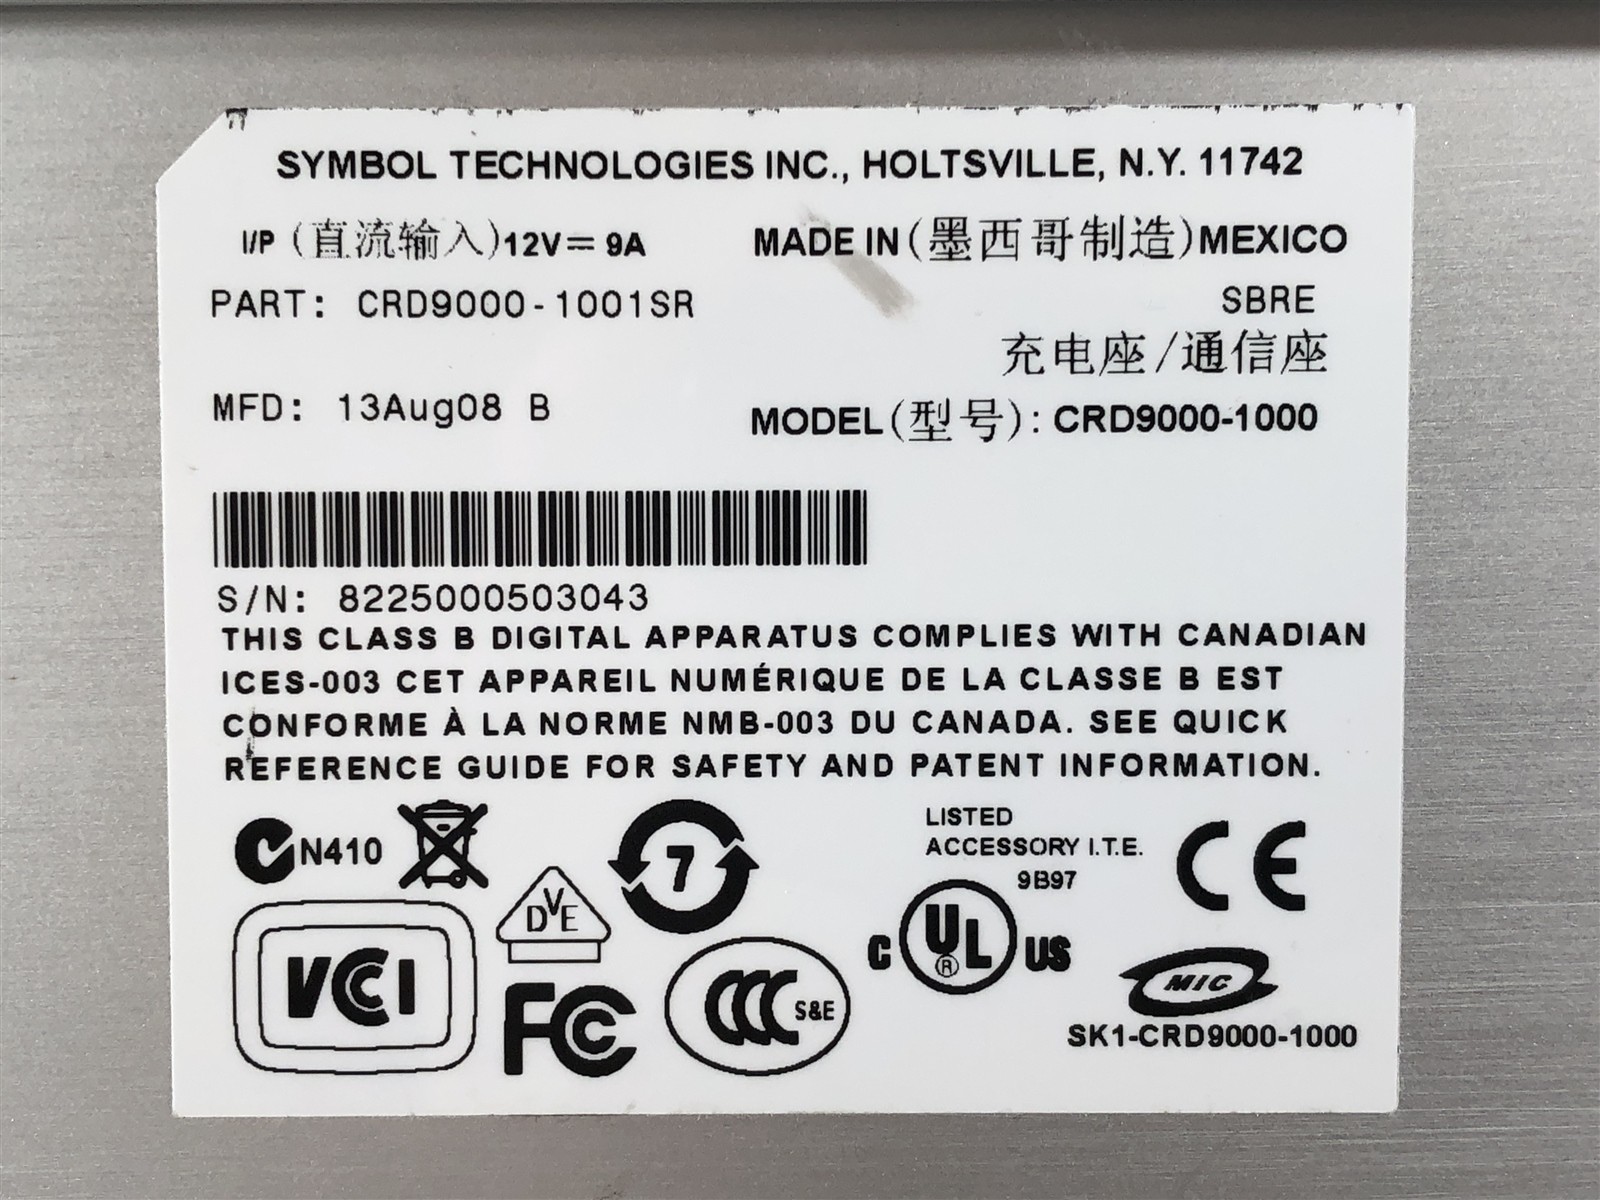 SYMBOL TECHNOLOGIES INC., HOLTSVILLE, N.Y. 11742
I/P (直流输入)12V⎓ 9A
MADE IN(墨西哥制造)MEXICO
PART: CRD9000-1001SR
SBRE
充电座/通信座
MFD: 13Aug08 B
MODEL(型号): CRD9000-1000
S/N: 8225000503043
THIS CLASS B DIGITAL APPARATUS COMPLIES WITH CANADIAN
ICES-003 CET APPAREIL NUMÉRIQUE DE LA CLASSE B EST
CONFORME À LA NORME NMB-003 DU CANADA. SEE QUICK
REFERENCE GUIDE FOR SAFETY AND PATENT INFORMATION.
N410
DVE
7
LISTED
ACCESSORY I.T.E.
9B97
CE
C UL® US
VCCI
FCC
CCC S&E
MIC
SK1-CRD9000-1000